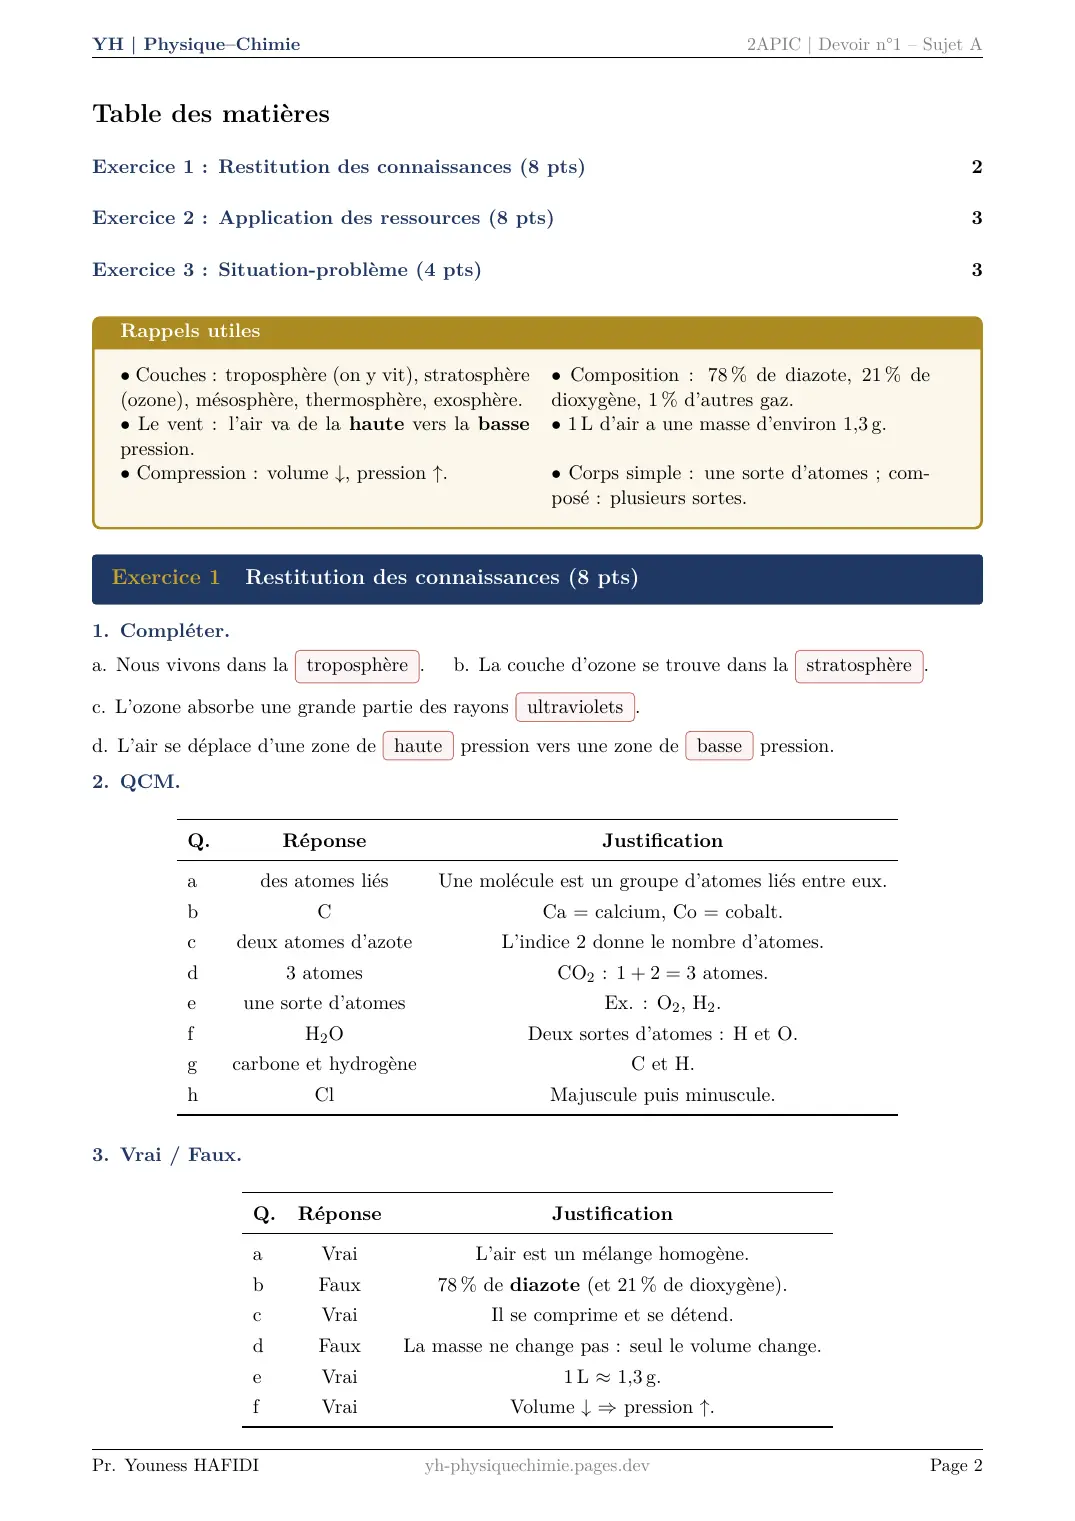 YH | Physique–Chimie 2APIC | Devoir n°1 – Sujet A
Table des matières
Exercice 1 : Restitution des connaissances (8 pts) 2
Exercice 2 : Application des ressources (8 pts) 3
Exercice 3 : Situation-problème (4 pts) 3
Rappels utiles
• Couches : troposphère (on y vit), stratosphère
(ozone), mésosphère, thermosphère, exosphère.
• Le vent : l'air va de la haute vers la basse
pression.
• Compression : volume ↓, pression ↑.
• Composition : 78 % de diazote, 21 % de
dioxygène, 1 % d'autres gaz.
• 1 L d'air a une masse d'environ 1,3 g.
• Corps simple : une sorte d'atomes ; com-
posé : plusieurs sortes.
Exercice 1 Restitution des connaissances (8 pts)
1. Compléter.
a. Nous vivons dans la troposphère. b. La couche d'ozone se trouve dans la stratosphère.
c. L'ozone absorbe une grande partie des rayons ultraviolets.
d. L'air se déplace d'une zone de haute pression vers une zone de basse pression.
2. QCM.
Q. Réponse Justification
a des atomes liés Une molécule est un groupe d'atomes liés entre eux.
b C Ca = calcium, Co = cobalt.
c deux atomes d'azote L'indice 2 donne le nombre d'atomes.
d 3 atomes CO₂ : 1 + 2 = 3 atomes.
e une sorte d'atomes Ex. : O₂, H₂.
f H₂O Deux sortes d'atomes : H et O.
g carbone et hydrogène C et H.
h Cl Majuscule puis minuscule.
3. Vrai / Faux.
Q. Réponse Justification
a Vrai L'air est un mélange homogène.
b Faux 78 % de diazote (et 21 % de dioxygène).
c Vrai Il se comprime et se détend.
d Faux La masse ne change pas : seul le volume change.
e Vrai 1 L ≈ 1,3 g.
f Vrai Volume ↓ ⇒ pression ↑.
Pr. Youness HAFIDI yh-physiquechimie.pages.dev Page 2